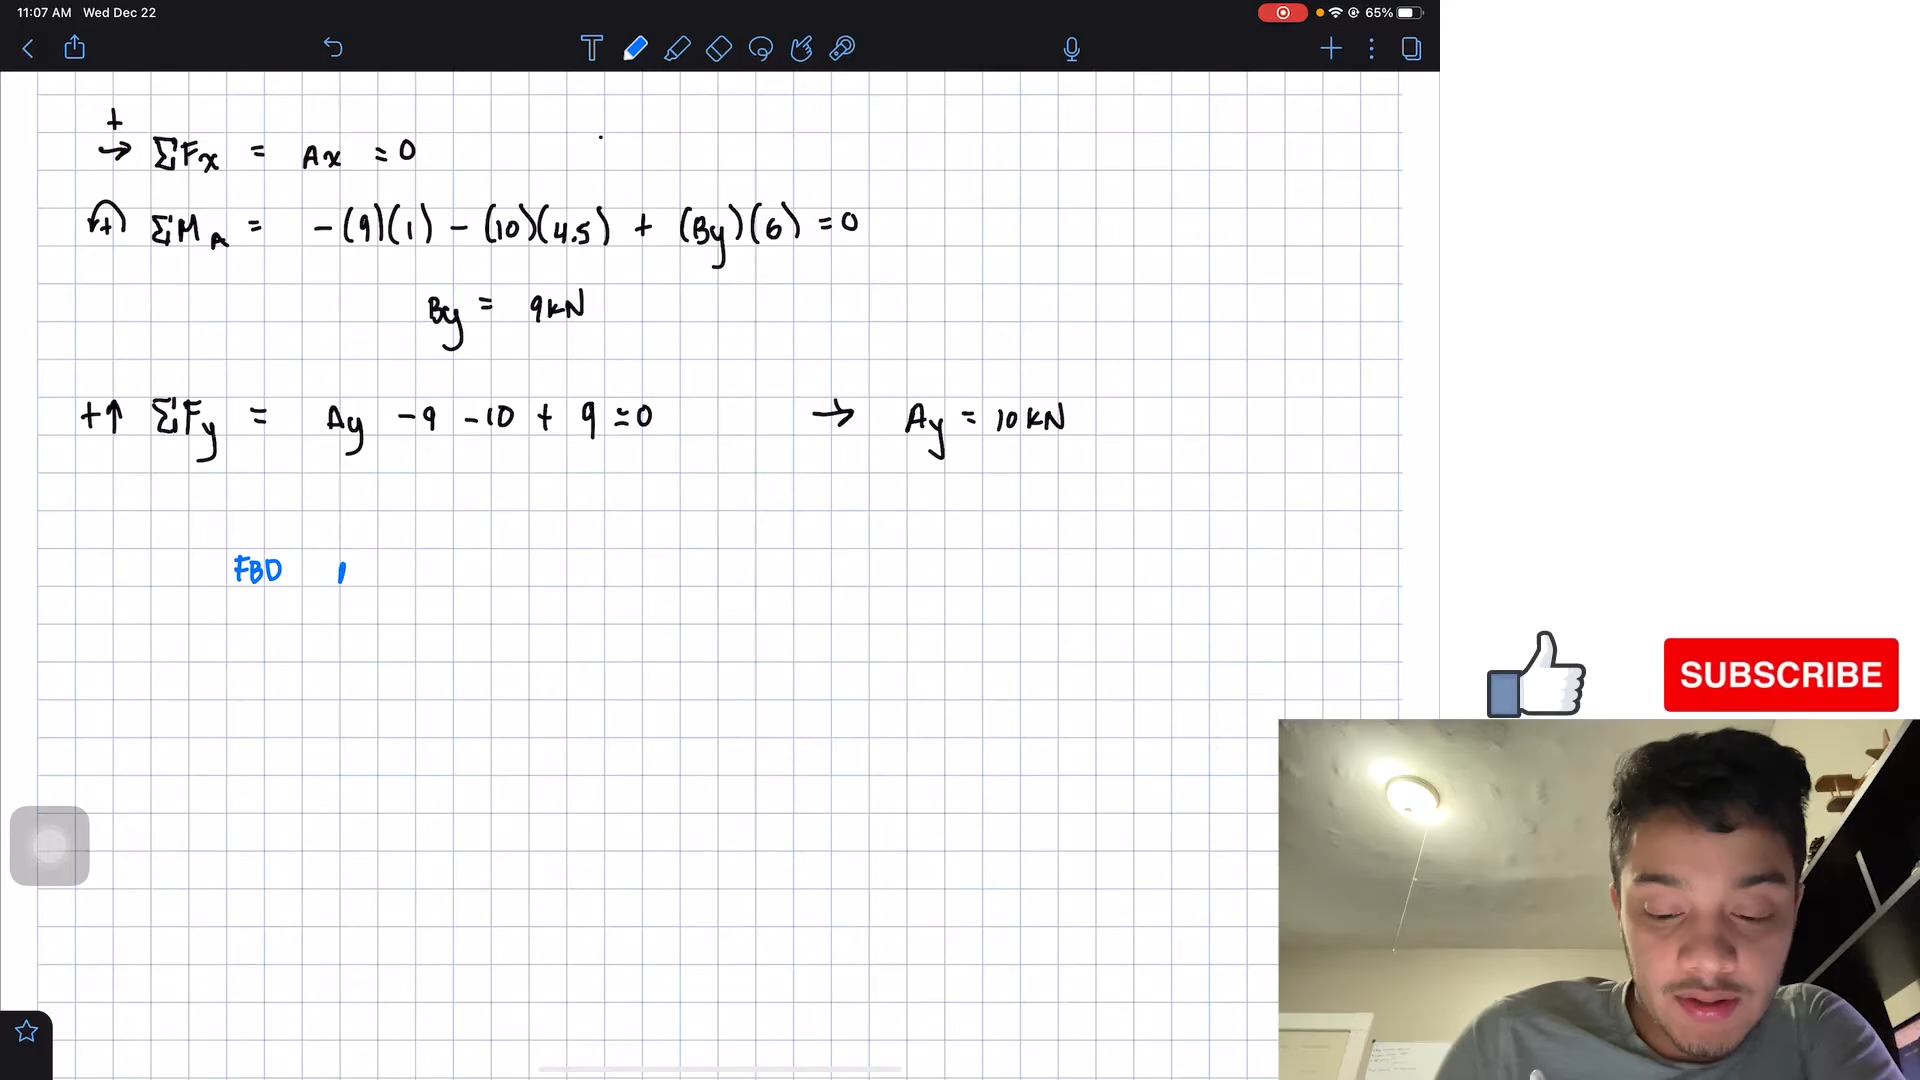 11:07 AM Wed Dec 22
65%
+
→ ΣFx = Ax = 0
+ ΣMA = -(9)(1) - (10)(4.5) + (By)(6) = 0
By = 9kN
+↑ ΣFy = Ay -9 -10 + 9 = 0 → Ay = 10kN
FBD
SUBSCRIBE